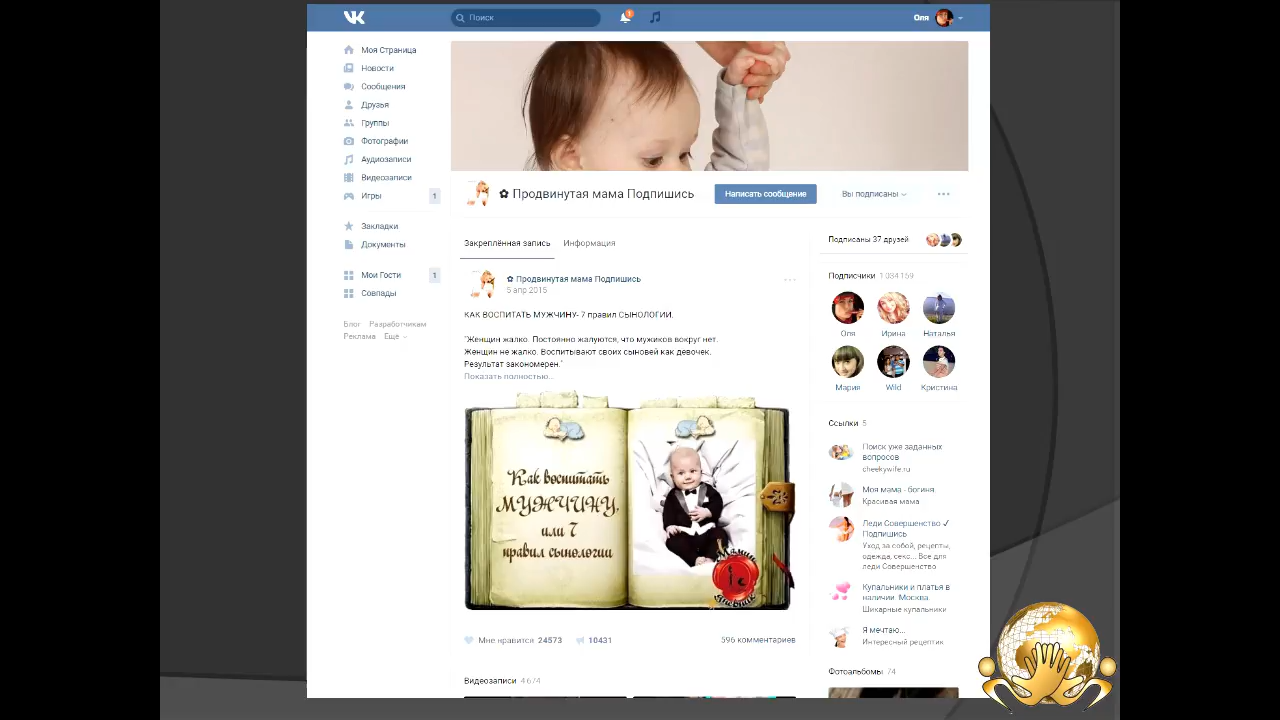 Поиск
1
Оля
Моя Страница
Новости
Сообщения
Друзья
Группы
Фотографии
Аудиозаписи
Видеозаписи
Игры
1
Закладки
Документы
Мои Гости
1
Совпады
Блог Разработчикам
Реклама Ещё
✿ Продвинутая мама Подпишись
Написать сообщение
Вы подписаны
Закреплённая запись Информация
✿ Продвинутая мама Подпишись
5 апр 2015
КАК ВОСПИТАТЬ МУЖЧИНУ- 7 правил СЫНОЛОГИИ.
"Женщин жалко. Постоянно жалуются, что мужиков вокруг нет.
Женщин не жалко. Воспитывают своих сыновей как девочек.
Результат закономерен."
Показать полностью...
Как воспитать
МУЖЧИНУ,
или 7
правил сынологии
Мамин
дневник
Мне нравится 24573 10431
596 комментариев
Видеозаписи 4 674
Подписаны 37 друзей
Подписчики 1 034 159
Оля Ирина Наталья
Мария Wild Кристина
Ссылки 5
Поиск уже заданных
вопросов
cheekywife.ru
Моя мама - богиня
Красивая мама
Леди Совершенство ✓
Подпишись
Уход за собой, рецепты,
одежда, секс... Все для
леди Совершенство
Купальники и платья в
наличии. Москва.
Шикарные купальники
Я мечтаю...
Интересный рецептик
Фотоальбомы 74